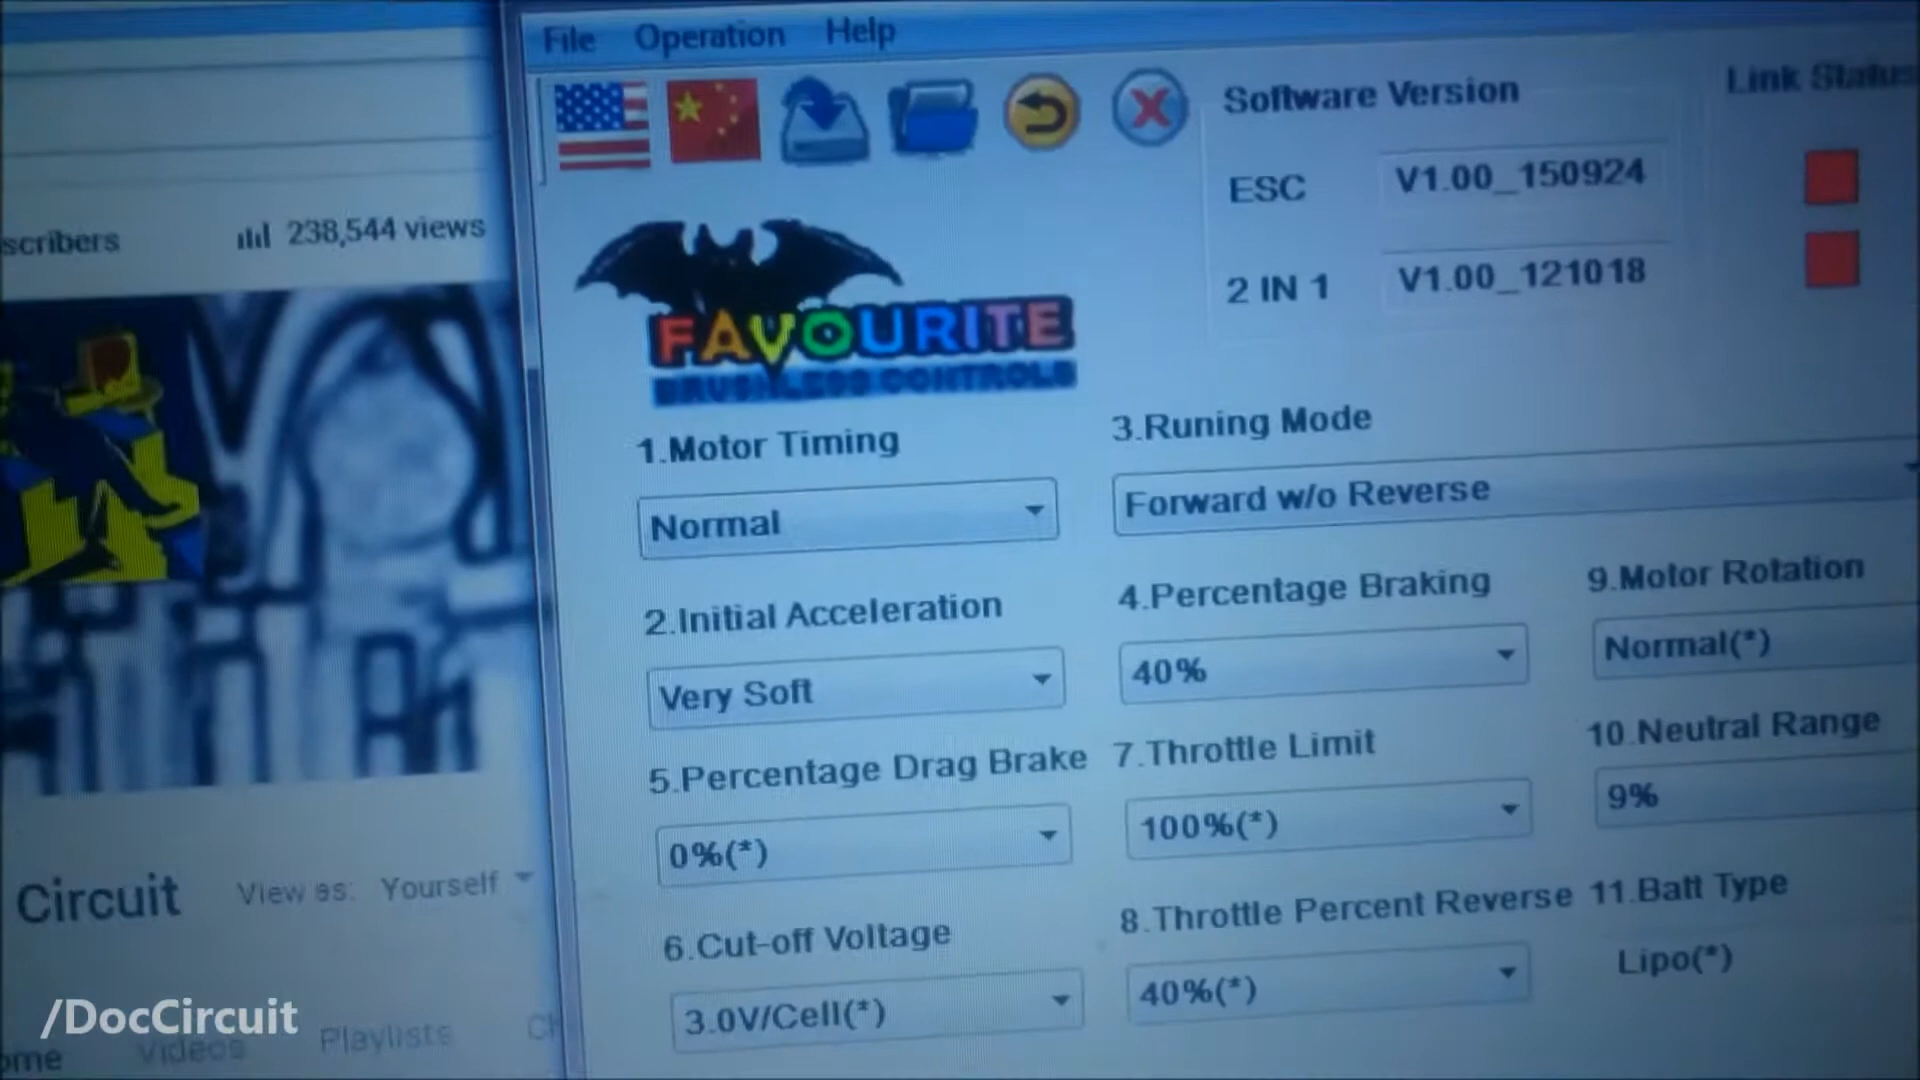 File Operation Help
Software Version
Link Status
ESC V1.00_150924
2 IN 1 V1.00_121018
scribers 238,544 views
FAVOURITE
BRUSHLESS CONTROLS
1.Motor Timing
Normal
3.Runing Mode
Forward w/o Reverse
2.Initial Acceleration
Very Soft
4.Percentage Braking
40%
9.Motor Rotation
Normal(*)
5.Percentage Drag Brake
0%(*)
7.Throttle Limit
100%(*)
10.Neutral Range
9%
6.Cut-off Voltage
3.0V/Cell(*)
8.Throttle Percent Reverse
40%(*)
11.Batt Type
Lipo(*)
Circuit View as: Yourself
/DocCircuit
ome Videos Playlists